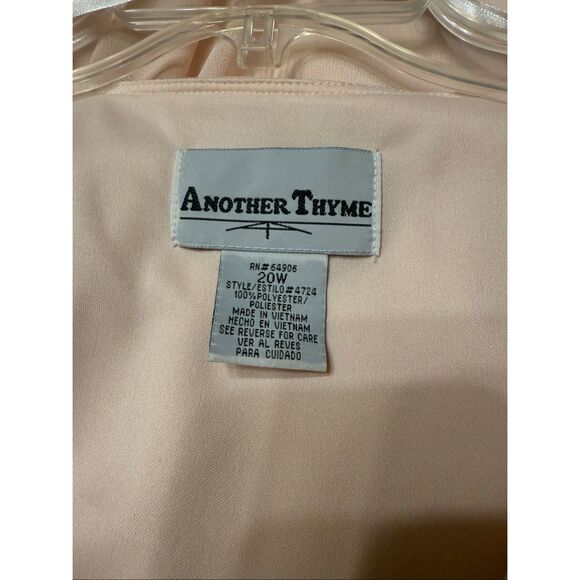 ANOTHER THYME
RN# 64906
20W
STYLE/ESTILO#4724
100%POLYESTER/
POLIESTER
MADE IN VIETNAM
HECHO EN VIETNAM
SEE REVERSE FOR CARE
VER AL REVES
PARA CUIDADO